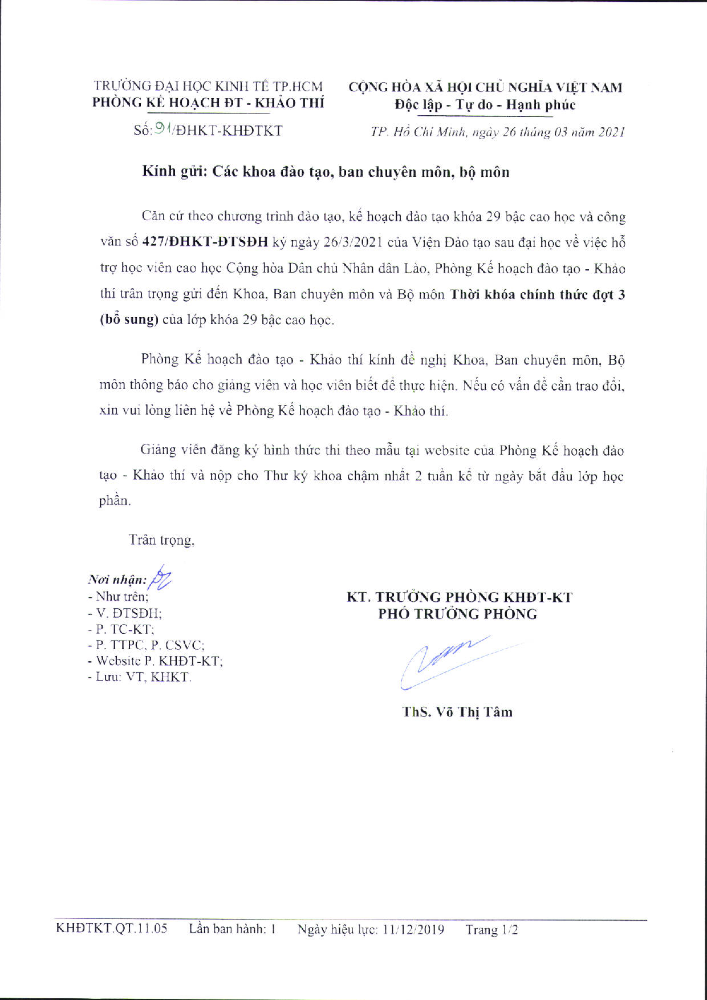 TRƯỜNG ĐẠI HỌC KINH TẾ TP.HCM
PHÒNG KẾ HOẠCH ĐT - KHẢO THÍ
CỘNG HÒA XÃ HỘI CHỦ NGHĨA VIỆT NAM
Độc lập - Tự do - Hạnh phúc
Số:91/ĐHKT-KHĐTKT
TP. Hồ Chí Minh, ngày 26 tháng 03 năm 2021
Kính gửi: Các khoa đào tạo, ban chuyên môn, bộ môn
Căn cứ theo chương trình đào tạo, kế hoạch đào tạo khóa 29 bậc cao học và công
văn số 427/ĐHKT-ĐTSĐH ký ngày 26/3/2021 của Viện Đào tạo sau đại học về việc hỗ
trợ học viên cao học Cộng hòa Dân chủ Nhân dân Lào, Phòng Kế hoạch đào tạo - Khảo
thí trân trọng gửi đến Khoa, Ban chuyên môn và Bộ môn Thời khóa chính thức đợt 3
(bổ sung) của lớp khóa 29 bậc cao học.
Phòng Kế hoạch đào tạo - Khảo thí kính đề nghị Khoa, Ban chuyên môn, Bộ
môn thông báo cho giảng viên và học viên biết để thực hiện. Nếu có vấn đề cần trao đổi,
xin vui lòng liên hệ về Phòng Kế hoạch đào tạo - Khảo thí.
Giảng viên đăng ký hình thức thi theo mẫu tại website của Phòng Kế hoạch đào
tạo - Khảo thí và nộp cho Thư ký khoa chậm nhất 2 tuần kể từ ngày bắt đầu lớp học
phần.
Trân trọng.
Nơi nhận:
- Như trên;
- V. ĐTSĐH;
- P. TC-KT;
- P. TTPC, P. CSVC;
- Website P. KHĐT-KT;
- Lưu: VT, KHKT.
KT. TRƯỞNG PHÒNG KHĐT-KT
PHÓ TRƯỞNG PHÒNG
ThS. Võ Thị Tâm
KHĐTKT.QT.11.05 Lần ban hành: 1 Ngày hiệu lực: 11/12/2019 Trang 1/2